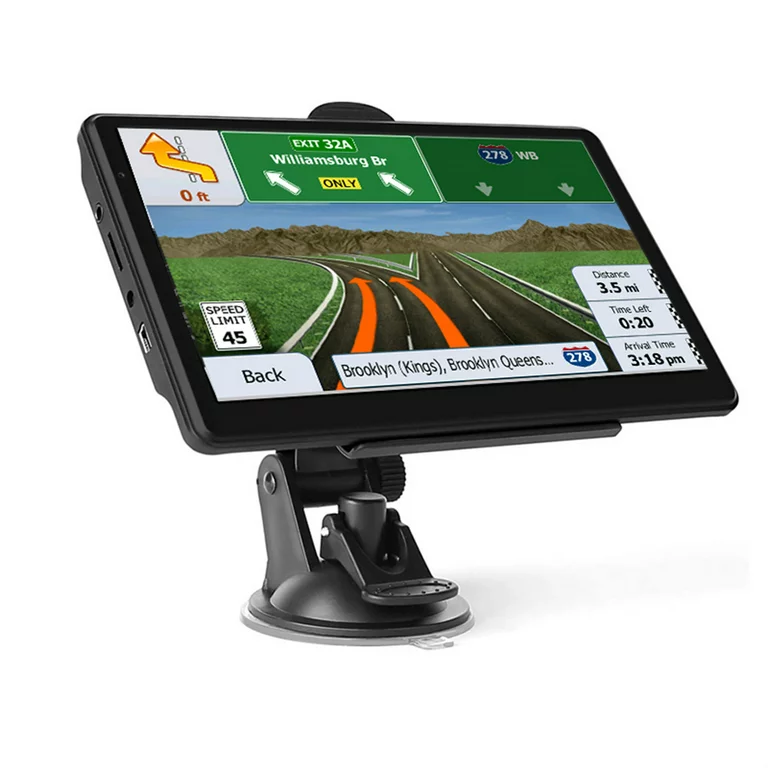 EXIT 32A
Williamsburg Br
ONLY
278 WB
0 ft
Distance
3.5 mi
SPEED
LIMIT
45
Time Left
0:20
Arrival Time
3:18 pm
Back
Brooklyn (Kings), Brooklyn Queens...
278